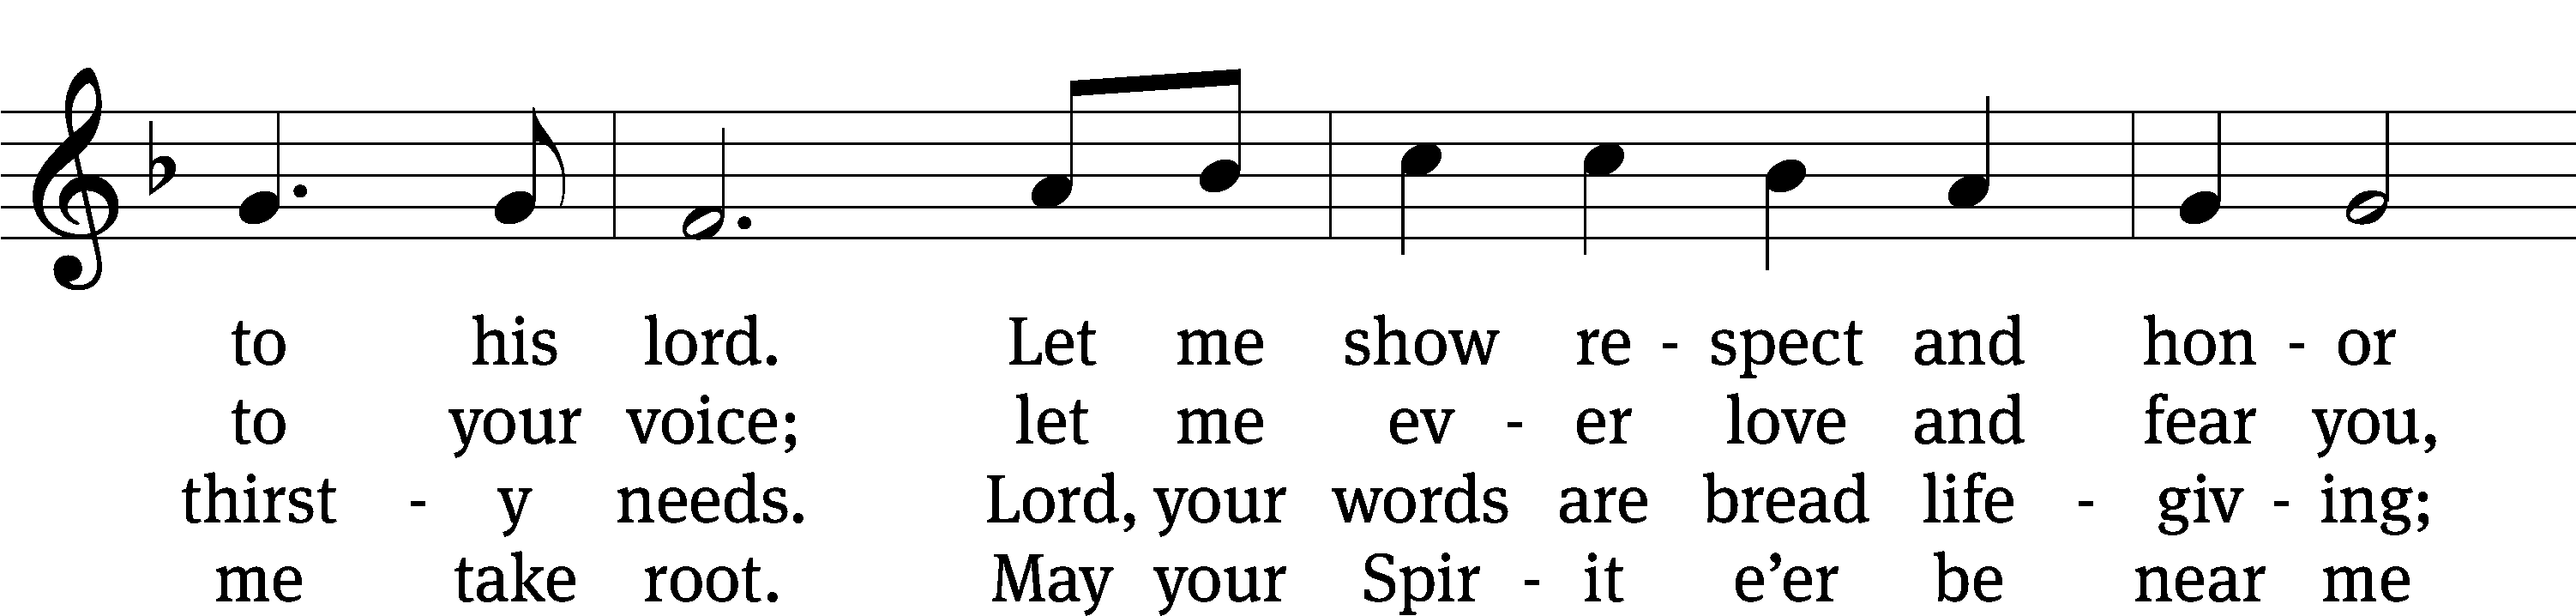 to his lord. Let me show re - spect and hon - or
to your voice; let me ev - er love and fear you,
thirst - y needs. Lord, your words are bread life - giv - ing;
me take root. May your Spir - it e’er be near me